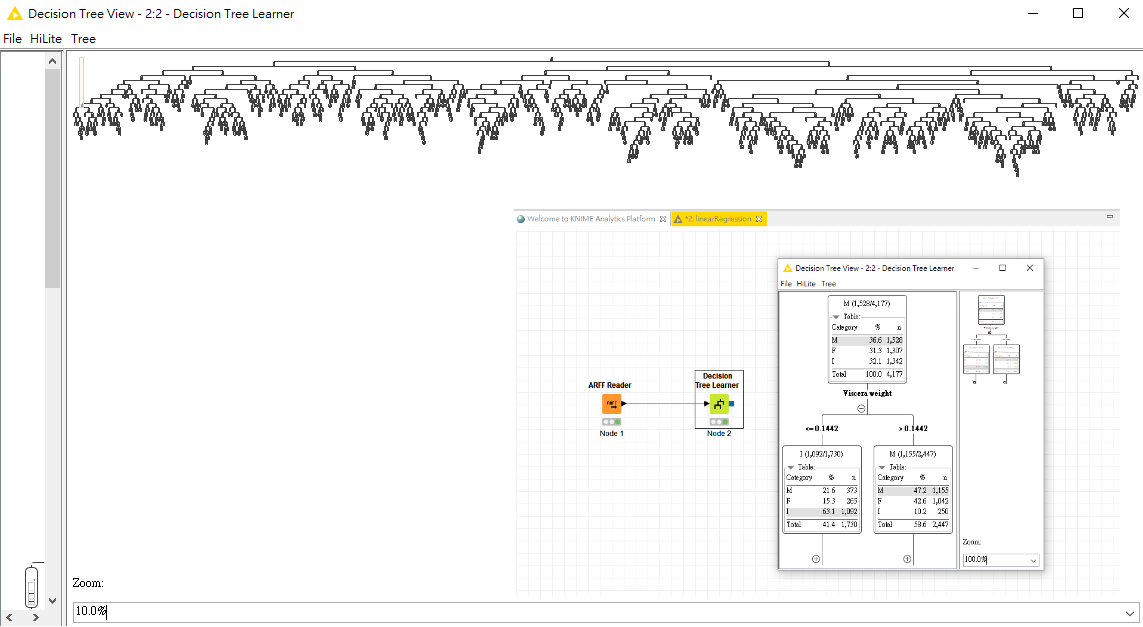 Decision Tree View - 2:2 - Decision Tree Learner
File HiLite Tree
Welcome to KNIME Analytics Platform
*2: linearRegression
ARFF Reader
ARFF
Node 1
Decision
Tree Learner
Node 2
Decision Tree View - 2:2 - Decision Tree Learner
File HiLite Tree
M (1,528/4,177)
Table:
Category % n
M 36.6 1,528
F 31.3 1,307
I 32.1 1,342
Total 100.0 4,177
Viscera weight
<= 0.1442
> 0.1442
I (1,092/1,730)
Table:
Category % n
M 21.6 373
F 15.3 265
I 63.1 1,092
Total 41.4 1,730
M (1,155/2,447)
Table:
Category % n
M 47.2 1,155
F 42.6 1,042
I 10.2 250
Total 58.6 2,447
Zoom:
100.0%
Zoom:
10.0%